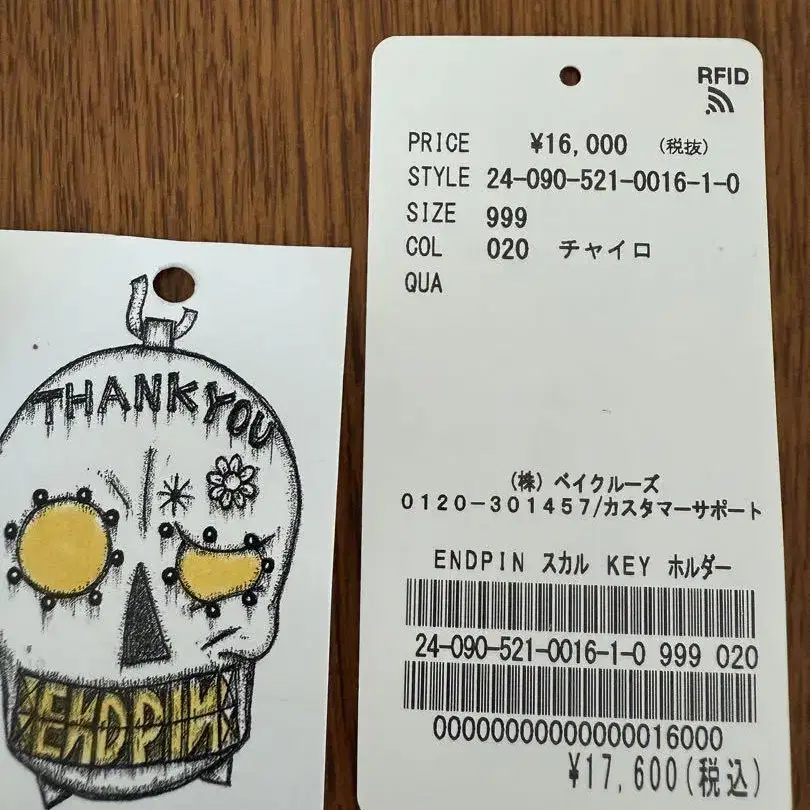 THANK YOU
ENDPIN
RFID
PRICE ¥16,000 (税抜)
STYLE 24-090-521-0016-1-0
SIZE 999
COL 020 チャイロ
QUA
(株) ベイクルーズ
0120-301457/カスタマーサポート
ENDPIN スカル KEY ホルダー
24-090-521-0016-1-0 999 020
00000000000000016000
¥17,600(税込)